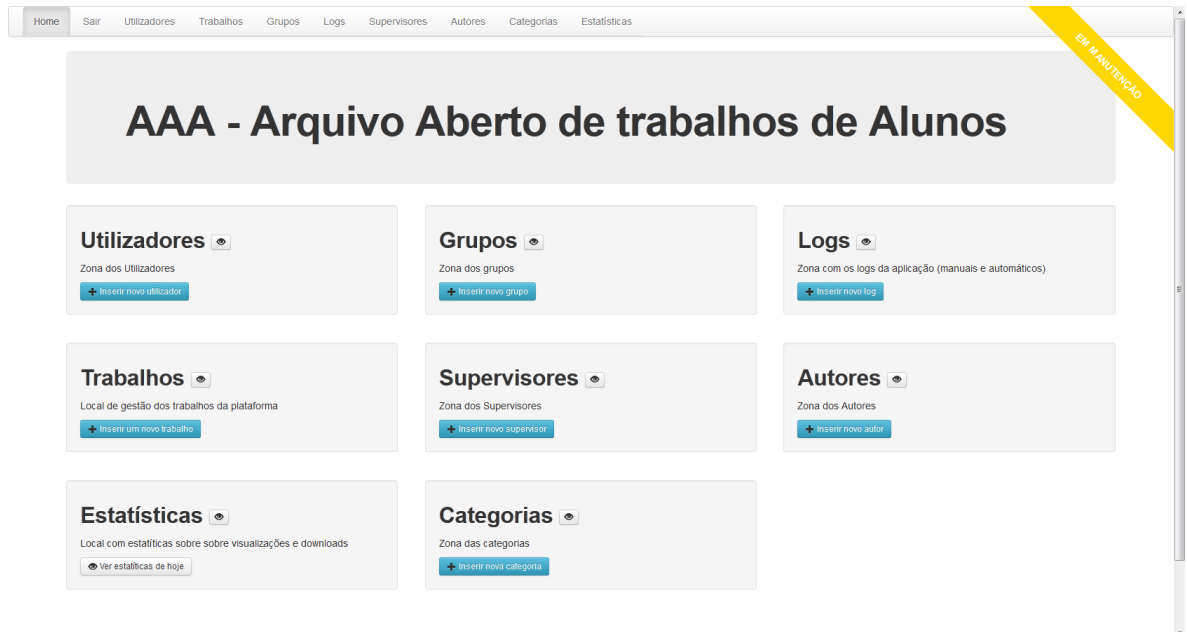 Home Sair Utilizadores Trabalhos Grupos Logs Supervisores Autores Categorias Estatísticas
EM MANUTENÇÃO
AAA - Arquivo Aberto de trabalhos de Alunos
Utilizadores
Zona dos Utilizadores
Inserir novo utilizador
Grupos
Zona dos grupos
Inserir novo grupo
Logs
Zona com os logs da aplicação (manuais e automáticos)
Inserir novo log
Trabalhos
Local de gestão dos trabalhos da plataforma
Inserir um novo trabalho
Supervisores
Zona dos Supervisores
Inserir novo supervisor
Autores
Zona dos Autores
Inserir novo autor
Estatísticas
Local com estatíticas sobre sobre visualizações e downloads
Ver estatíticas de hoje
Categorias
Zona das categorias
Inserir nova categoria